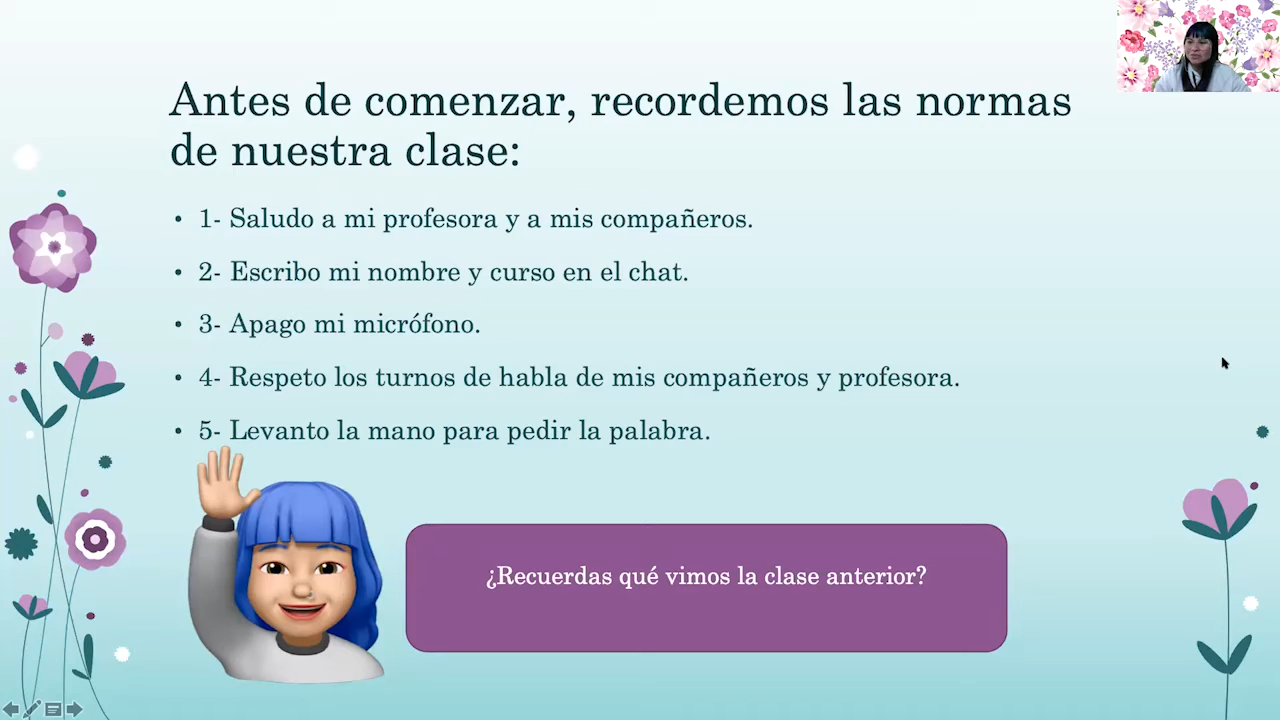 Antes de comenzar, recordemos las normas
de nuestra clase:
• 1- Saludo a mi profesora y a mis compañeros.
• 2- Escribo mi nombre y curso en el chat.
• 3- Apago mi micrófono.
• 4- Respeto los turnos de habla de mis compañeros y profesora.
• 5- Levanto la mano para pedir la palabra.
¿Recuerdas qué vimos la clase anterior?